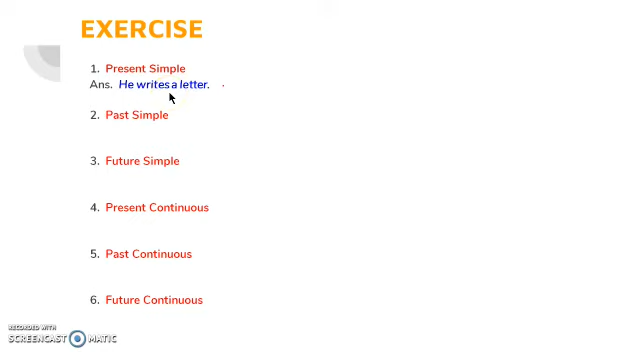 EXERCISE
1. Present Simple
Ans. He writes a letter.
2. Past Simple
3. Future Simple
4. Present Continuous
5. Past Continuous
6. Future Continuous
RECORDED WITH
SCREENCAST MATIC